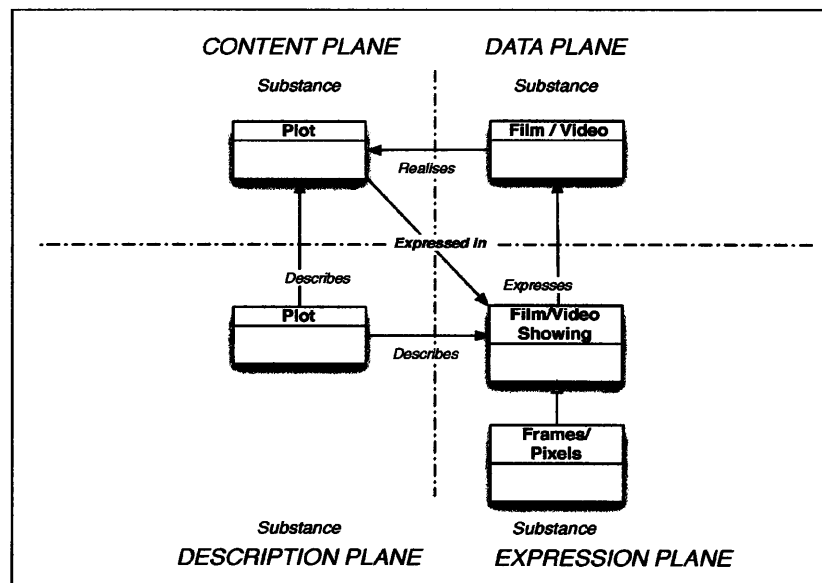 CONTENT PLANE
DATA PLANE
Substance
Substance
Plot
Film / Video
Realises
Expressed In
Describes
Expresses
Plot
Film/Video
Showing
Describes
Frames/
Pixels
Substance
Substance
DESCRIPTION PLANE
EXPRESSION PLANE